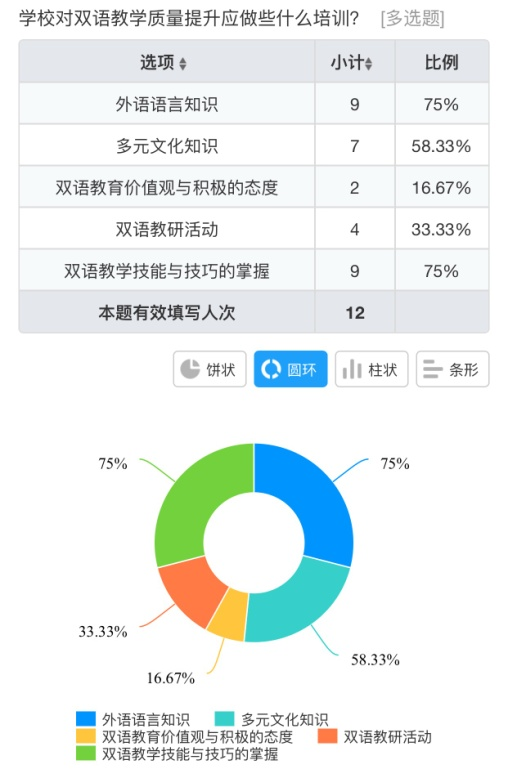 学校对双语教学质量提升应做些什么培训? [多选题]
选项 小计 比例
外语语言知识 9 75%
多元文化知识 7 58.33%
双语教育价值观与积极的态度 2 16.67%
双语教研活动 4 33.33%
双语教学技能与技巧的掌握 9 75%
本题有效填写人次 12
饼状 圆环 柱状 条形
75% 75%
33.33%
58.33%
16.67%
外语语言知识 多元文化知识
双语教育价值观与积极的态度 双语教研活动
双语教学技能与技巧的掌握